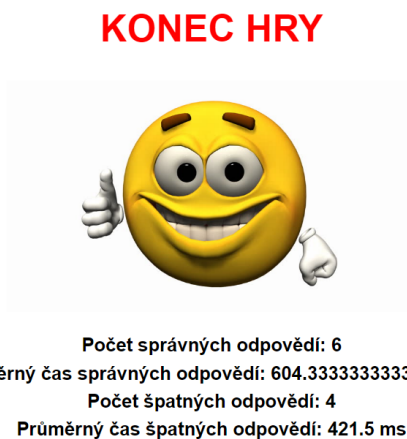 KONEC HRY
Počet správných odpovědí: 6
čas správných odpovědí: 604.3333333333
Počet špatných odpovědí: 4
Průměrný čas špatných odpovědí: 421.5 ms